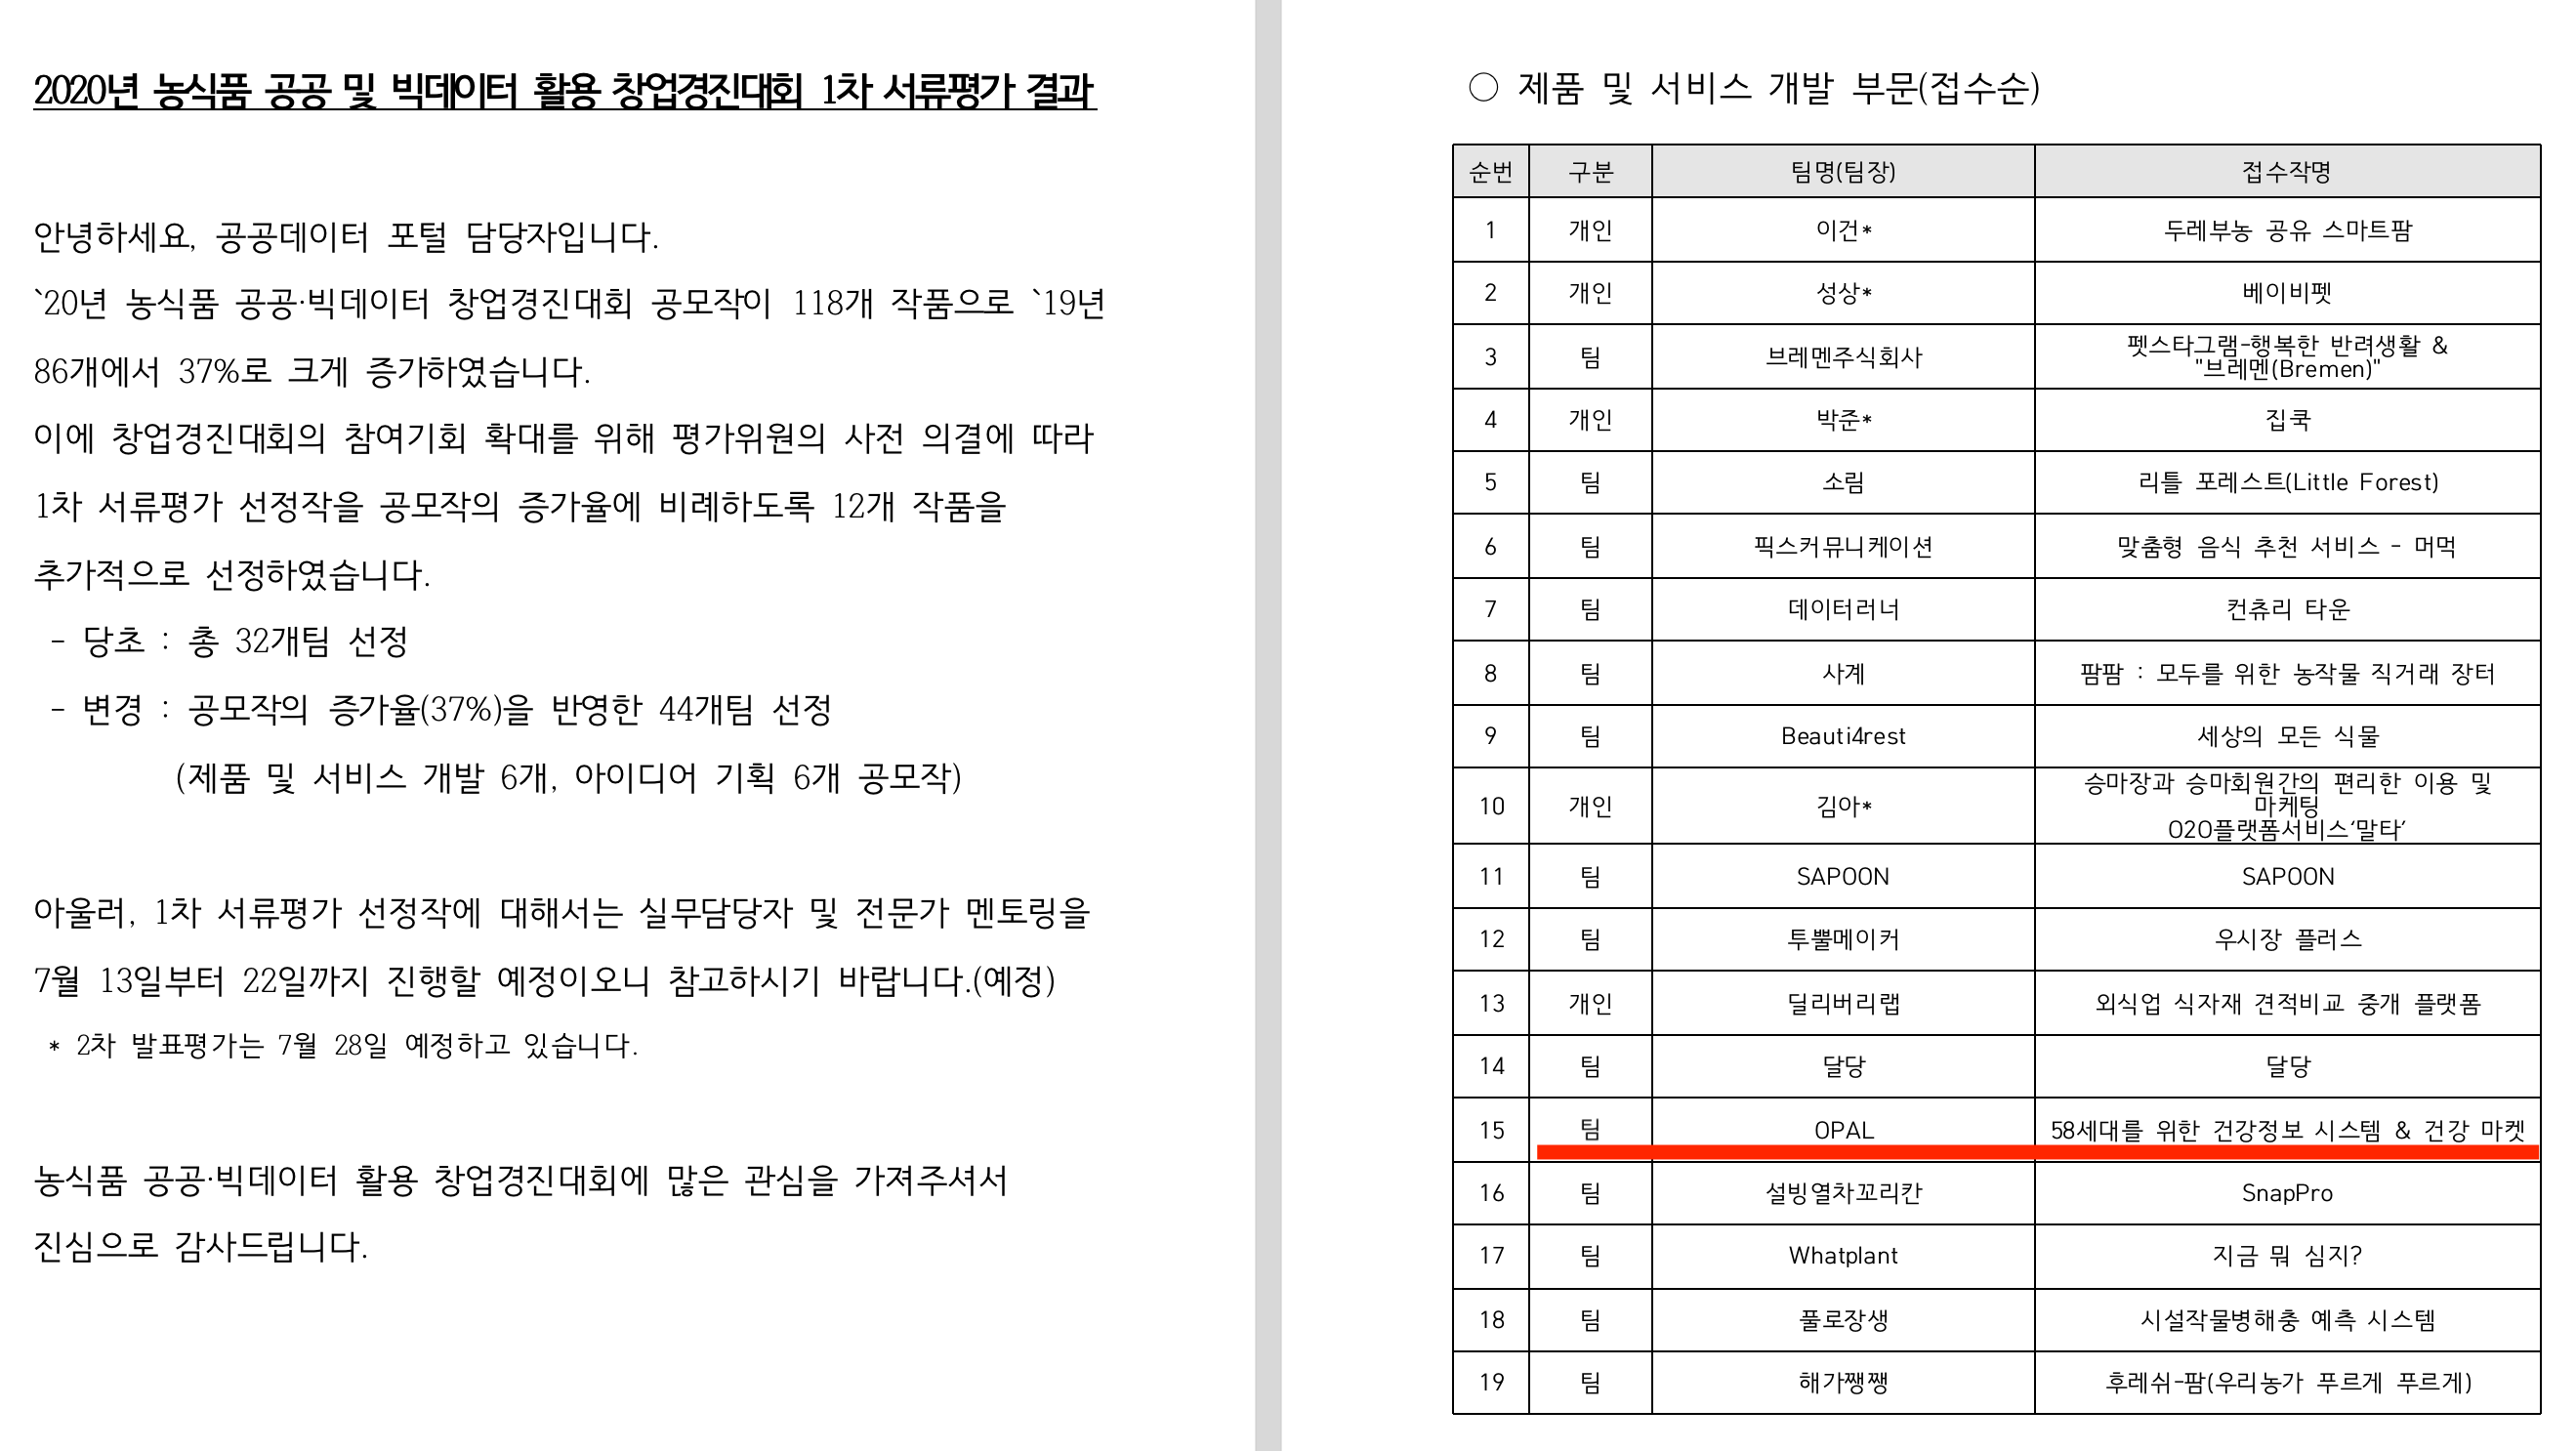 2020년 농식품 공공 및 빅데이터 활용 창업경진대회 1차 서류평가 결과
안녕하세요, 공공데이터 포털 담당자입니다.
`20년 농식품 공공·빅데이터 창업경진대회 공모작이 118개 작품으로 `19년
86개에서 37%로 크게 증가하였습니다.
이에 창업경진대회의 참여기회 확대를 위해 평가위원의 사전 의결에 따라
1차 서류평가 선정작을 공모작의 증가율에 비례하도록 12개 작품을
추가적으로 선정하였습니다.
- 당초 : 총 32개팀 선정
- 변경 : 공모작의 증가율(37%)을 반영한 44개팀 선정
(제품 및 서비스 개발 6개, 아이디어 기획 6개 공모작)
아울러, 1차 서류평가 선정작에 대해서는 실무담당자 및 전문가 멘토링을
7월 13일부터 22일까지 진행할 예정이오니 참고하시기 바랍니다.(예정)
* 2차 발표평가는 7월 28일 예정하고 있습니다.
농식품 공공·빅데이터 활용 창업경진대회에 많은 관심을 가져주셔서
진심으로 감사드립니다.
○ 제품 및 서비스 개발 부문(접수순)
순번 구분 팀명(팀장) 접수작명
1 개인 이건* 두레부농 공유 스마트팜
2 개인 성상* 베이비펫
3 팀 브레멘주식회사 펫스타그램-행복한 반려생활 &
"브레멘(Bremen)"
4 개인 박준* 집쿡
5 팀 소림 리틀 포레스트(Little Forest)
6 팀 픽스커뮤니케이션 맞춤형 음식 추천 서비스 - 머먹
7 팀 데이터러너 컨츄리 타운
8 팀 사계 팜팜 : 모두를 위한 농작물 직거래 장터
9 팀 Beauti4rest 세상의 모든 식물
10 개인 김아* 승마장과 승마회원간의 편리한 이용 및
마케팅
O2O플랫폼서비스‘말타’
11 팀 SAPOON SAPOON
12 팀 투뿔메이커 우시장 플러스
13 개인 딜리버리랩 외식업 식자재 견적비교 중개 플랫폼
14 팀 달당 달당
15 팀 OPAL 58세대를 위한 건강정보 시스템 & 건강 마켓
16 팀 설빙열차꼬리칸 SnapPro
17 팀 Whatplant 지금 뭐 심지?
18 팀 풀로장생 시설작물병해충 예측 시스템
19 팀 해가쨍쨍 후레쉬-팜(우리농가 푸르게 푸르게)